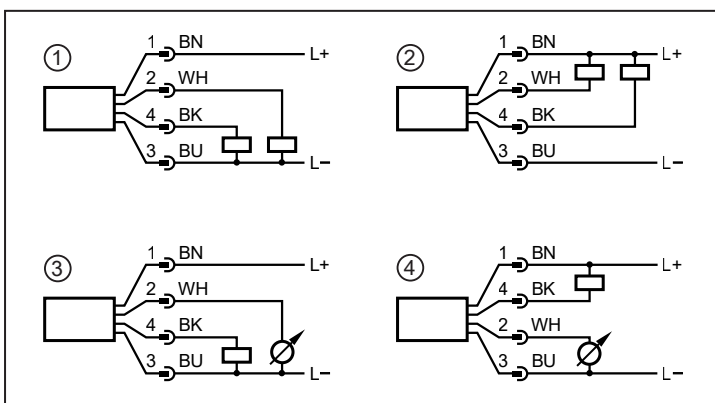 ①
1 BN L+
2 WH
4 BK
3 BU L−
②
1 BN L+
2 WH
4 BK
3 BU L−
③
1 BN L+
2 WH
4 BK
3 BU L−
④
1 BN L+
4 BK
2 WH
3 BU L−